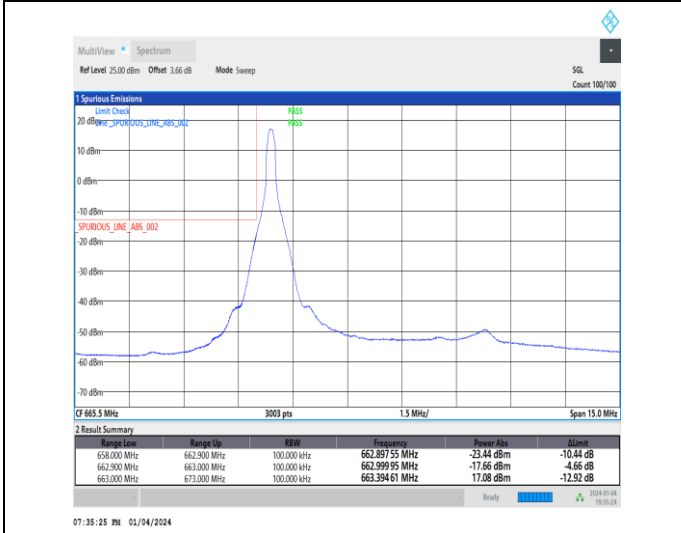 MultiView Spectrum
Ref Level 25.00 dBm Offset 3.66 dB Mode Sweep SGL
Count 100/100
1 Spurious Emissions
Limit Check PASS
20 dBm Line _SPURIOUS_LINE_ABS_002 PASS
10 dBm
0 dBm
-10 dBm
_SPURIOUS_LINE_ABS_002
-20 dBm
-30 dBm
-40 dBm
-50 dBm
-60 dBm
-70 dBm
CF 665.5 MHz 3003 pts 1.5 MHz/ Span 15.0 MHz
2 Result Summary
Range Low Range Up RBW Frequency Power Abs ΔLimit
658.000 MHz 662.900 MHz 100.000 kHz 662.89755 MHz -23.44 dBm -10.44 dB
662.900 MHz 663.000 MHz 100.000 kHz 662.99995 MHz -17.66 dBm -4.66 dB
663.000 MHz 673.000 MHz 100.000 kHz 663.39461 MHz 17.08 dBm -12.92 dB
Ready 2024-01-04
19:35:24
07:35:25 PM 01/04/2024